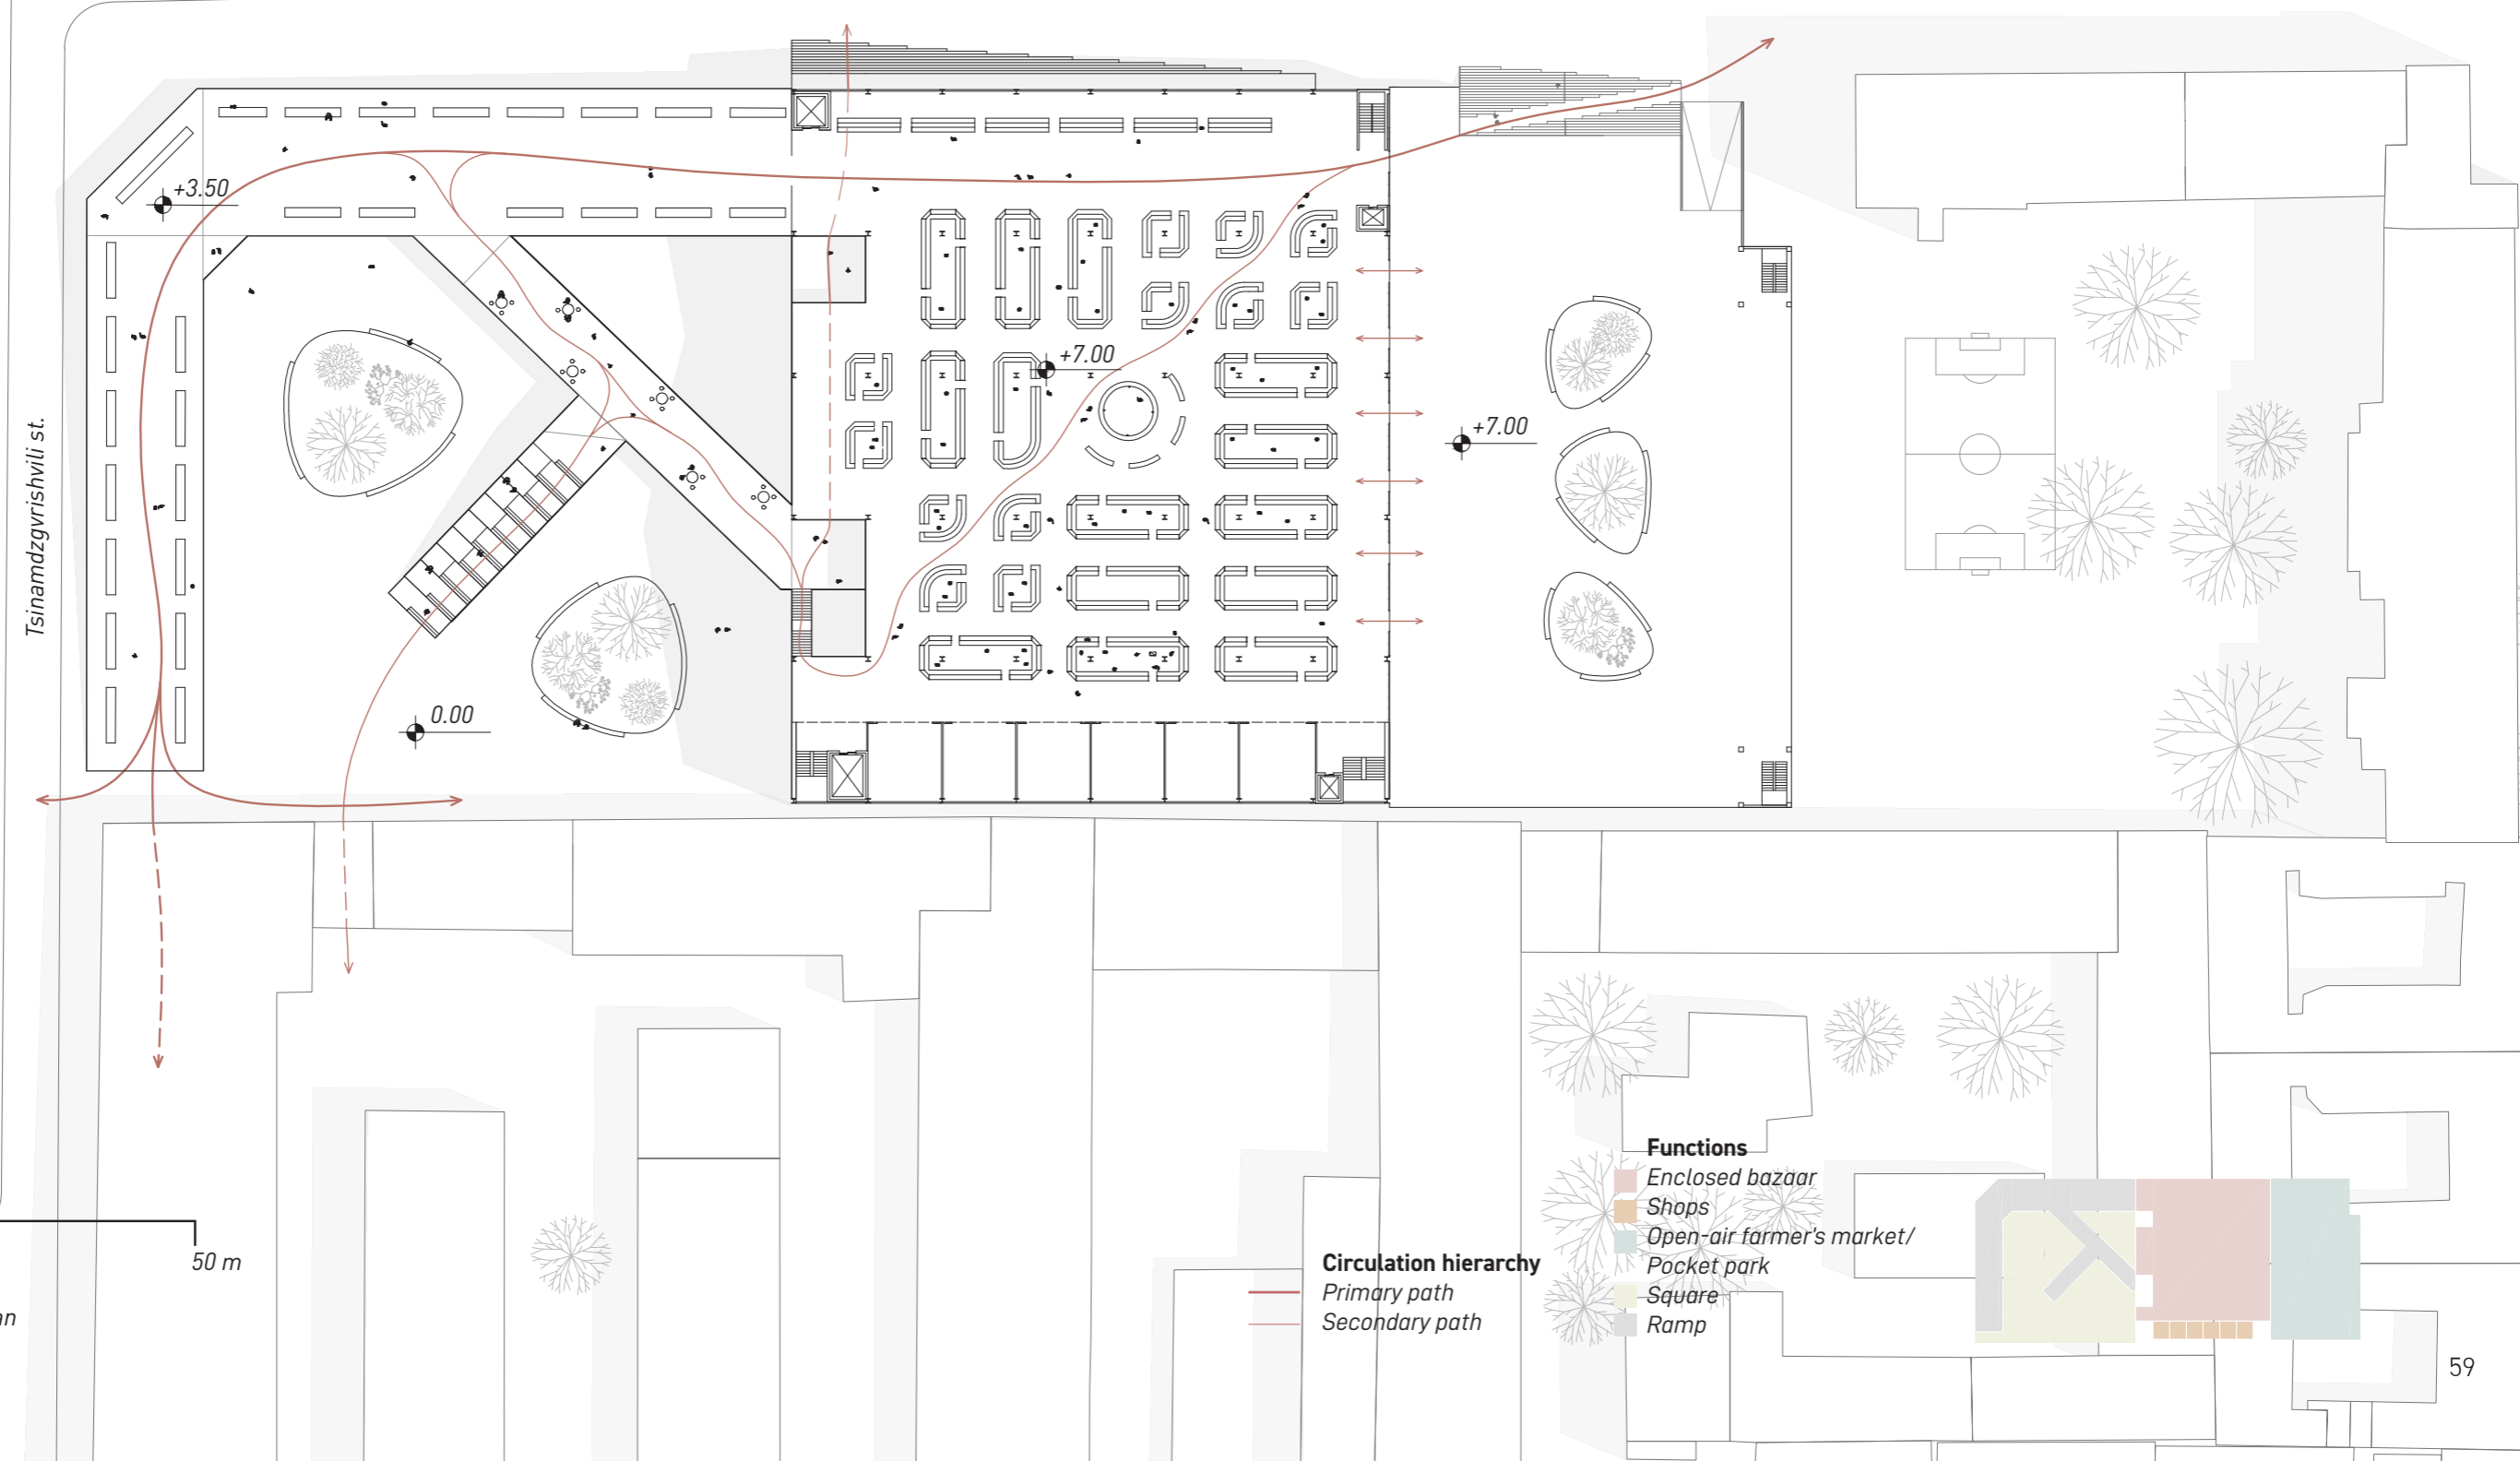 +3.50
Tsinamdzgvrishvili st.
+7.00
+7.00
0.00
50 m
Circulation hierarchy
Primary path
Secondary path
Functions
Enclosed bazaar
Shops
Open-air farmer's market/
Pocket park
Square
Ramp
59